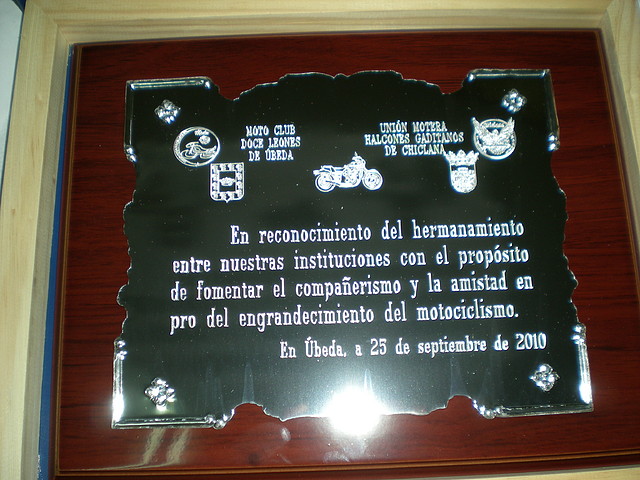 MOTO CLUB
DOCE LEONES
DE ÚBEDA
UNIÓN MOTERA
HALCONES GADITANOS
DE CHICLANA
En reconocimiento del hermanamiento
entre nuestras instituciones con el propósito
de fomentar el compañerismo y la amistad en
pro del engrandecimiento del motociclismo.
En Úbeda, a 25 de septiembre de 2010